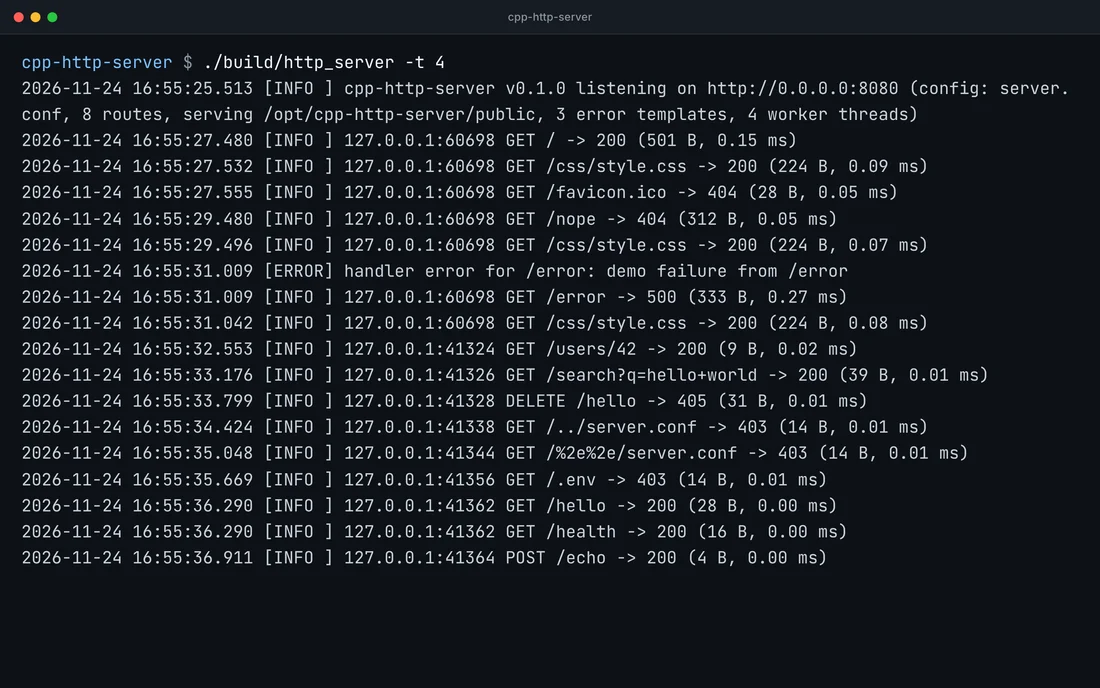 cpp-http-server
cpp-http-server $ ./build/http_server -t 4
2026-11-24 16:55:25.513 [INFO ] cpp-http-server v0.1.0 listening on http://0.0.0.0:8080 (config: server.
conf, 8 routes, serving /opt/cpp-http-server/public, 3 error templates, 4 worker threads)
2026-11-24 16:55:27.480 [INFO ] 127.0.0.1:60698 GET / -> 200 (501 B, 0.15 ms)
2026-11-24 16:55:27.532 [INFO ] 127.0.0.1:60698 GET /css/style.css -> 200 (224 B, 0.09 ms)
2026-11-24 16:55:27.555 [INFO ] 127.0.0.1:60698 GET /favicon.ico -> 404 (28 B, 0.05 ms)
2026-11-24 16:55:29.480 [INFO ] 127.0.0.1:60698 GET /nope -> 404 (312 B, 0.05 ms)
2026-11-24 16:55:29.496 [INFO ] 127.0.0.1:60698 GET /css/style.css -> 200 (224 B, 0.07 ms)
2026-11-24 16:55:31.009 [ERROR] handler error for /error: demo failure from /error
2026-11-24 16:55:31.009 [INFO ] 127.0.0.1:60698 GET /error -> 500 (333 B, 0.27 ms)
2026-11-24 16:55:31.042 [INFO ] 127.0.0.1:60698 GET /css/style.css -> 200 (224 B, 0.08 ms)
2026-11-24 16:55:32.553 [INFO ] 127.0.0.1:41324 GET /users/42 -> 200 (9 B, 0.02 ms)
2026-11-24 16:55:33.176 [INFO ] 127.0.0.1:41326 GET /search?q=hello+world -> 200 (39 B, 0.01 ms)
2026-11-24 16:55:33.799 [INFO ] 127.0.0.1:41328 DELETE /hello -> 405 (31 B, 0.01 ms)
2026-11-24 16:55:34.424 [INFO ] 127.0.0.1:41338 GET /../server.conf -> 403 (14 B, 0.01 ms)
2026-11-24 16:55:35.048 [INFO ] 127.0.0.1:41344 GET /%2e%2e/server.conf -> 403 (14 B, 0.01 ms)
2026-11-24 16:55:35.669 [INFO ] 127.0.0.1:41356 GET /.env -> 403 (14 B, 0.01 ms)
2026-11-24 16:55:36.290 [INFO ] 127.0.0.1:41362 GET /hello -> 200 (28 B, 0.00 ms)
2026-11-24 16:55:36.290 [INFO ] 127.0.0.1:41362 GET /health -> 200 (16 B, 0.00 ms)
2026-11-24 16:55:36.911 [INFO ] 127.0.0.1:41364 POST /echo -> 200 (4 B, 0.00 ms)